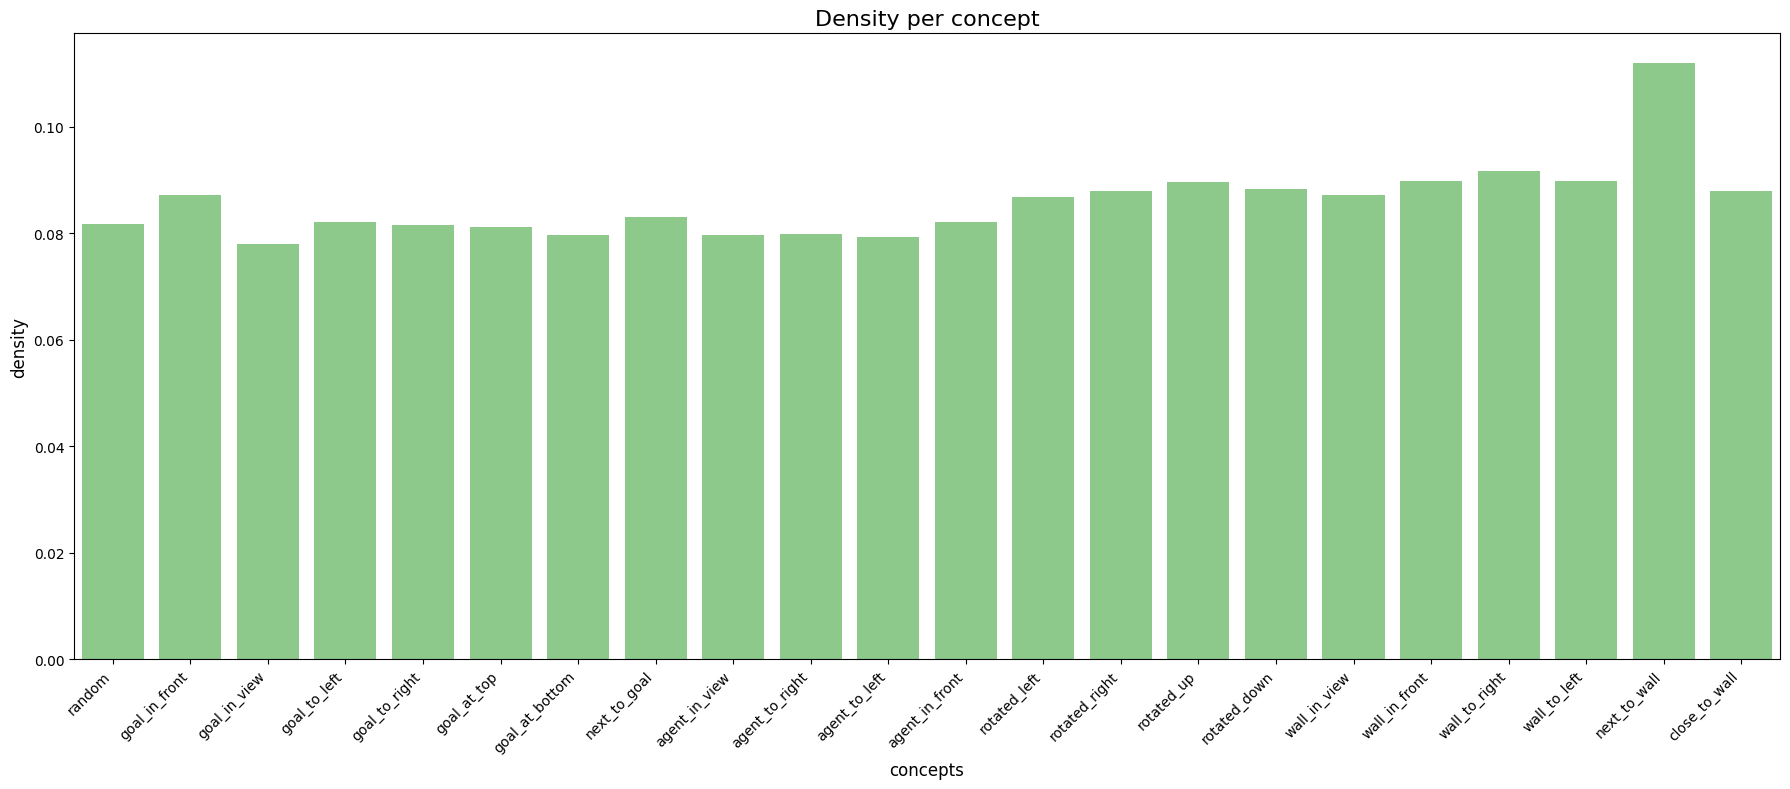 Density per concept
density
0.10
0.08
0.06
0.04
0.02
0.00
random
goal_in_front
goal_in_view
goal_to_left
goal_to_right
goal_at_top
goal_at_bottom
next_to_goal
agent_in_view
agent_to_right
agent_to_left
agent_in_front
rotated_left
rotated_right
rotated_up
rotated_down
wall_in_view
wall_in_front
wall_to_right
wall_to_left
next_to_wall
close_to_wall
concepts